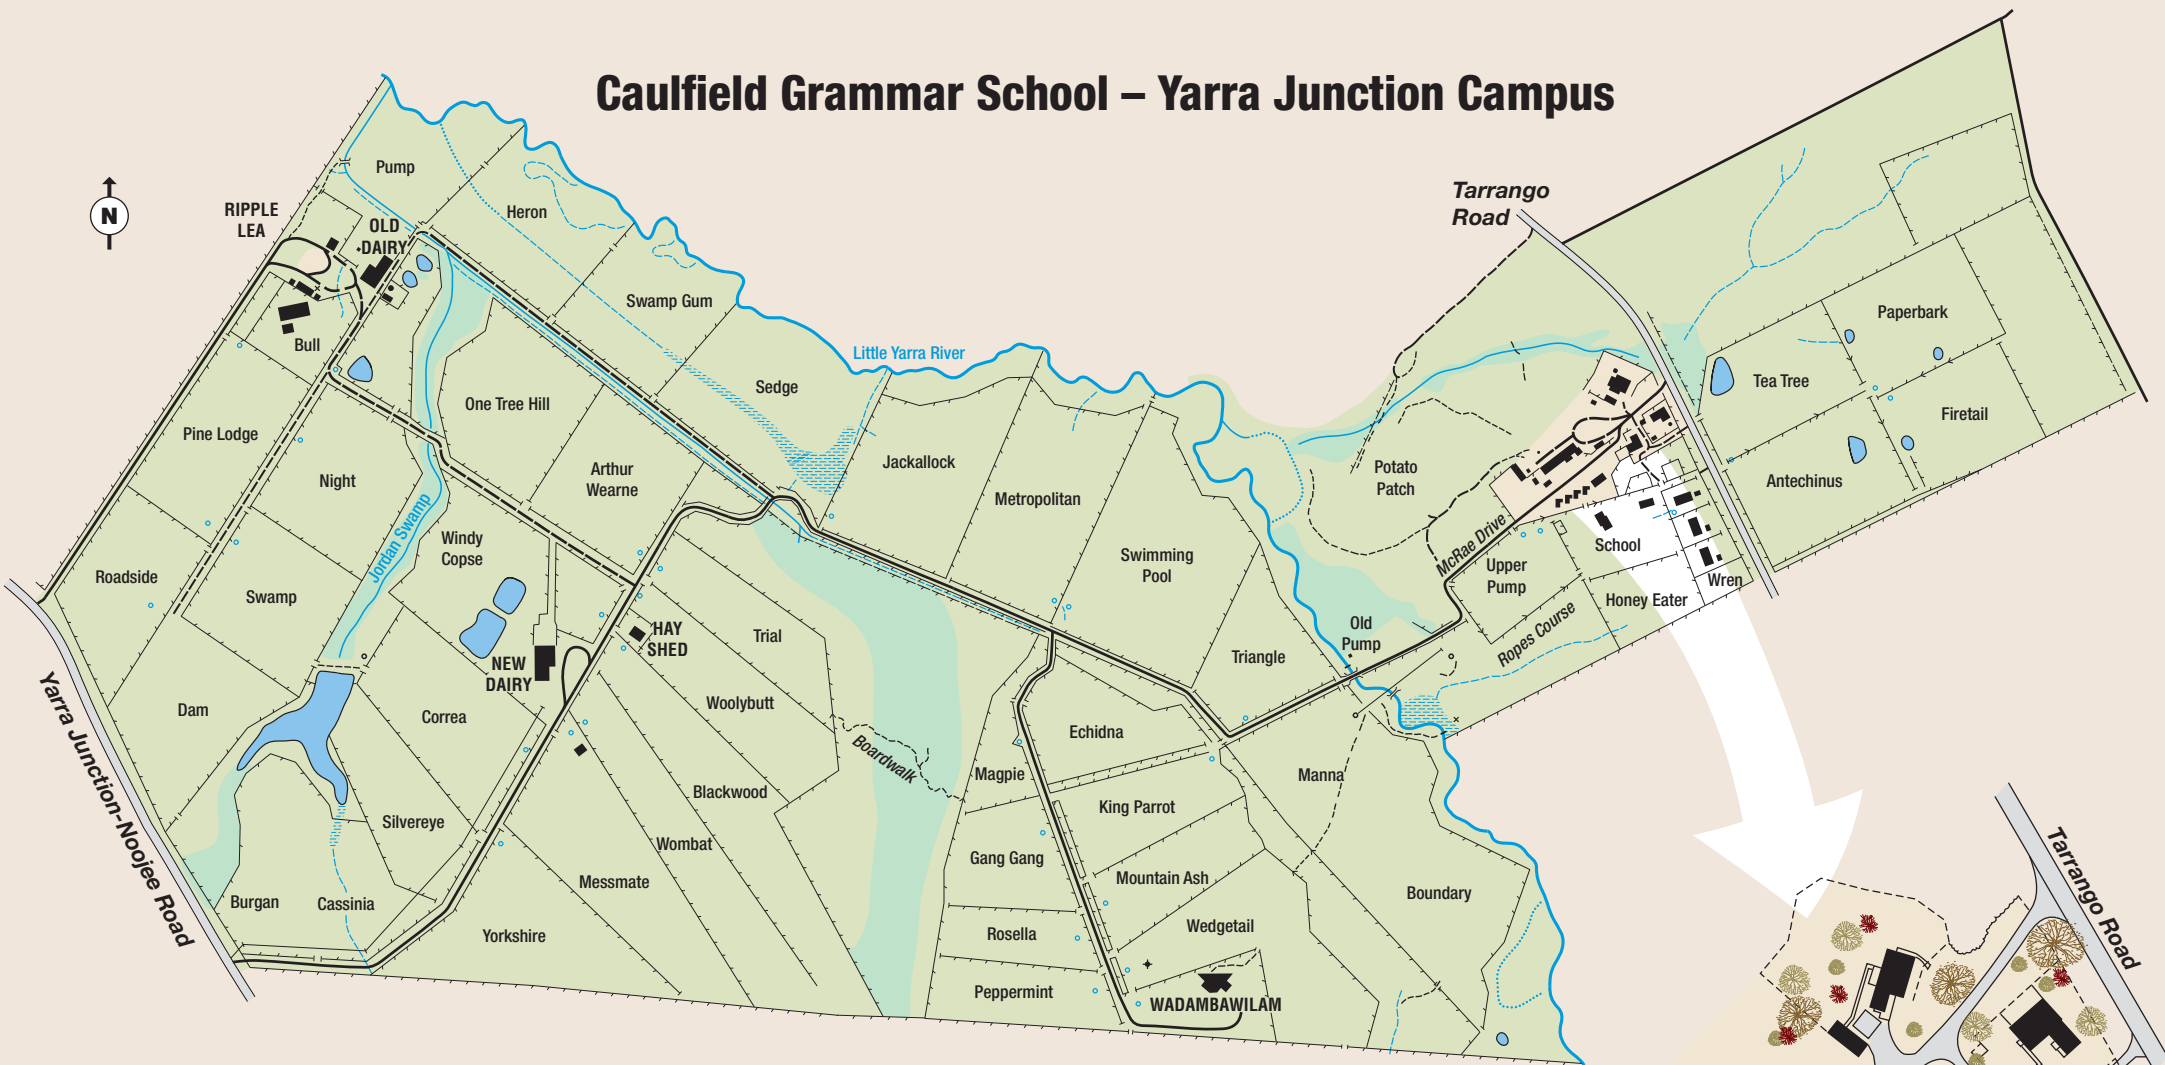 Caulfield Grammar School – Yarra Junction Campus
N
Pump
RIPPLE
LEA
OLD
DAIRY
Heron
Tarrango
Road
Swamp Gum
Bull
Little Yarra River
Sedge
One Tree Hill
Paperbark
Tea Tree
Firetail
Pine Lodge
Night
Arthur
Wearne
Jackallock
Metropolitan
Potato
Patch
Antechinus
Jordan Swamp
Windy
Copse
Swimming
Pool
McRae Drive
School
Upper
Pump
Wren
Roadside
Swamp
Honey Eater
Ropes Course
HAY
SHED
Trial
Old
Pump
Triangle
NEW
DAIRY
Dam
Correa
Woolybutt
Echidna
Boardwalk
Magpie
Manna
Yarra Junction-Noojee Road
Blackwood
King Parrot
Silvereye
Wombat
Gang Gang
Messmate
Mountain Ash
Boundary
Burgan
Cassinia
Yorkshire
Rosella
Wedgetail
Peppermint
WADAMBAWILAM
Tarrango Road